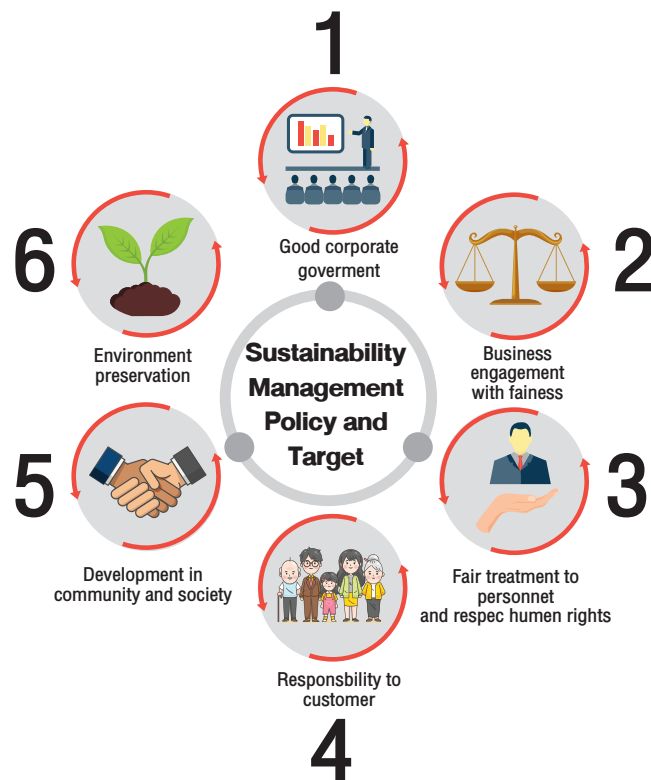 1
Good corporate
goverment
2
Business
engagement
with fainess
3
Fair treatment to
personnet
and respec human rights
4
Responsbility to
customer
5
Development in
community and society
6
Environment
preservation
Sustainability
Management
Policy and
Target